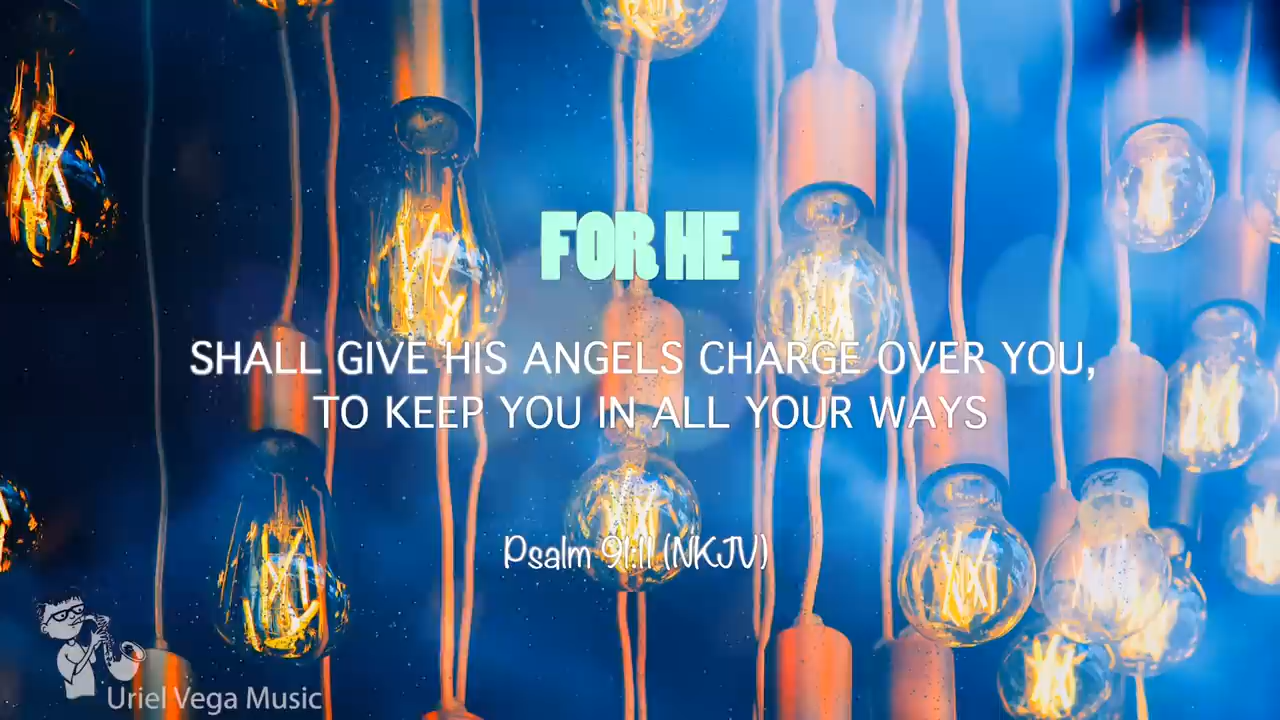 FOR HE
SHALL GIVE HIS ANGELS CHARGE OVER YOU,
TO KEEP YOU IN ALL YOUR WAYS
Psalm 91:11 (NKJV)
Uriel Vega Music